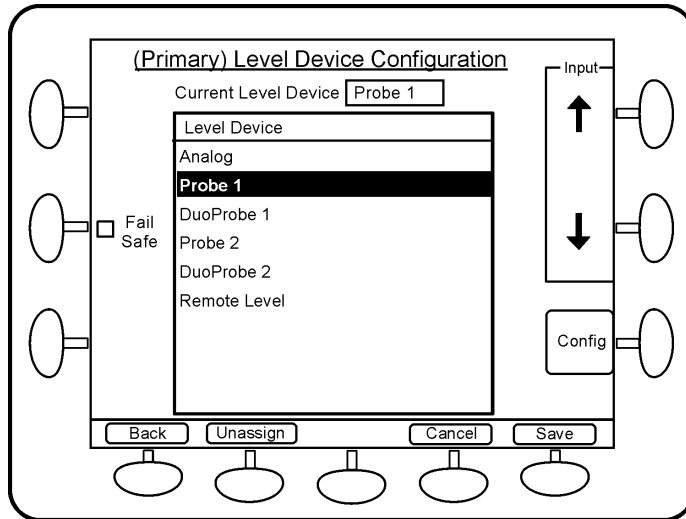 (Primary) Level Device Configuration
Input
Current Level Device Probe 1
Level Device
Analog
Probe 1
DuoProbe 1
Fail
Safe
Probe 2
DuoProbe 2
Remote Level
Config
Back Unassign Cancel Save